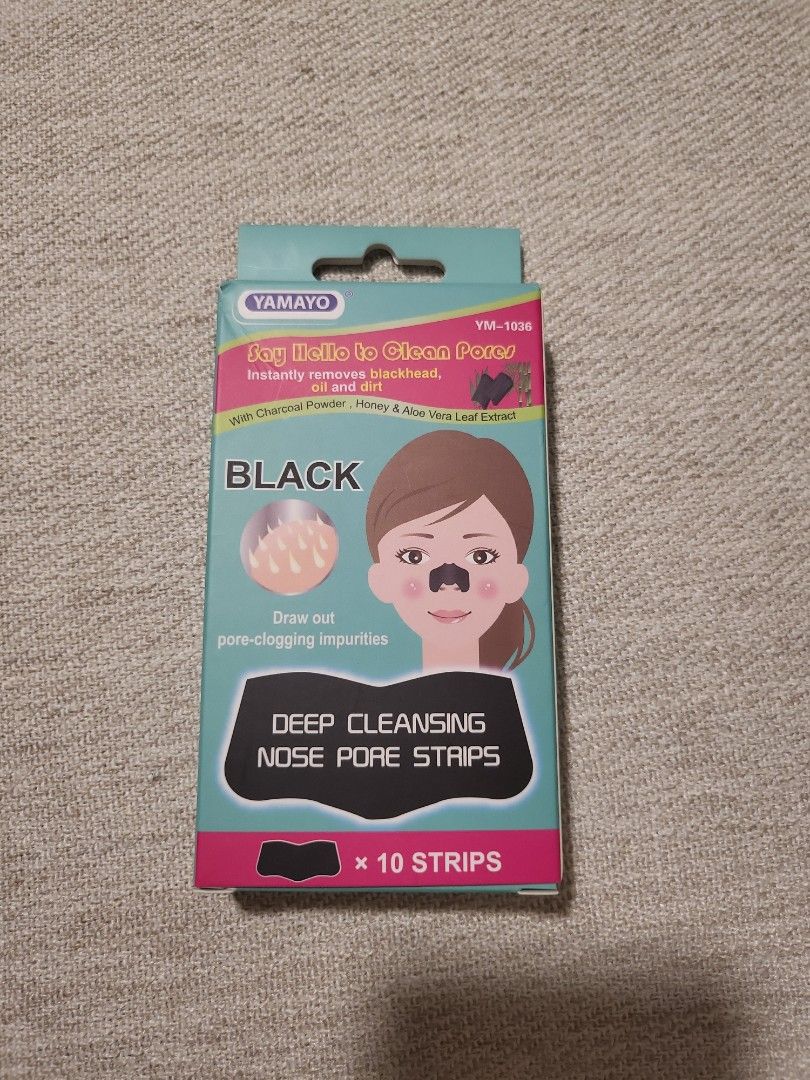 YAMAYO®
YM-1036
Say Hello to Clean Pores
Instantly removes blackhead,
oil and dirt
With Charcoal Powder , Honey & Aloe Vera Leaf Extract
BLACK
Draw out
pore-clogging impurities
DEEP CLEANSING
NOSE PORE STRIPS
× 10 STRIPS